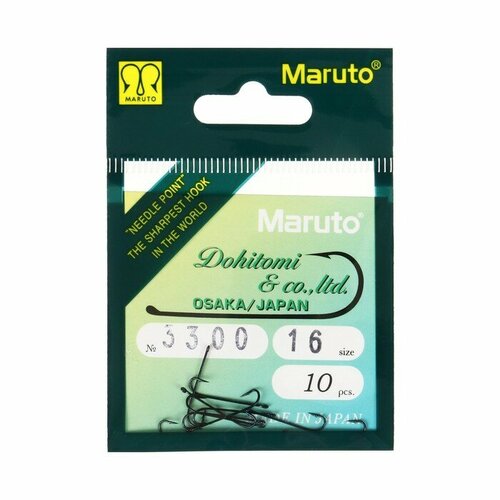 MARUTO
Maruto®
"NEEDLE POINT"
THE SHARPEST HOOK
IN THE WORLD
Maruto®
Dohitomi
& co.,ltd.
OSAKA/JAPAN
№ 3300 16 size
10 pcs.
DE IN JAPAN